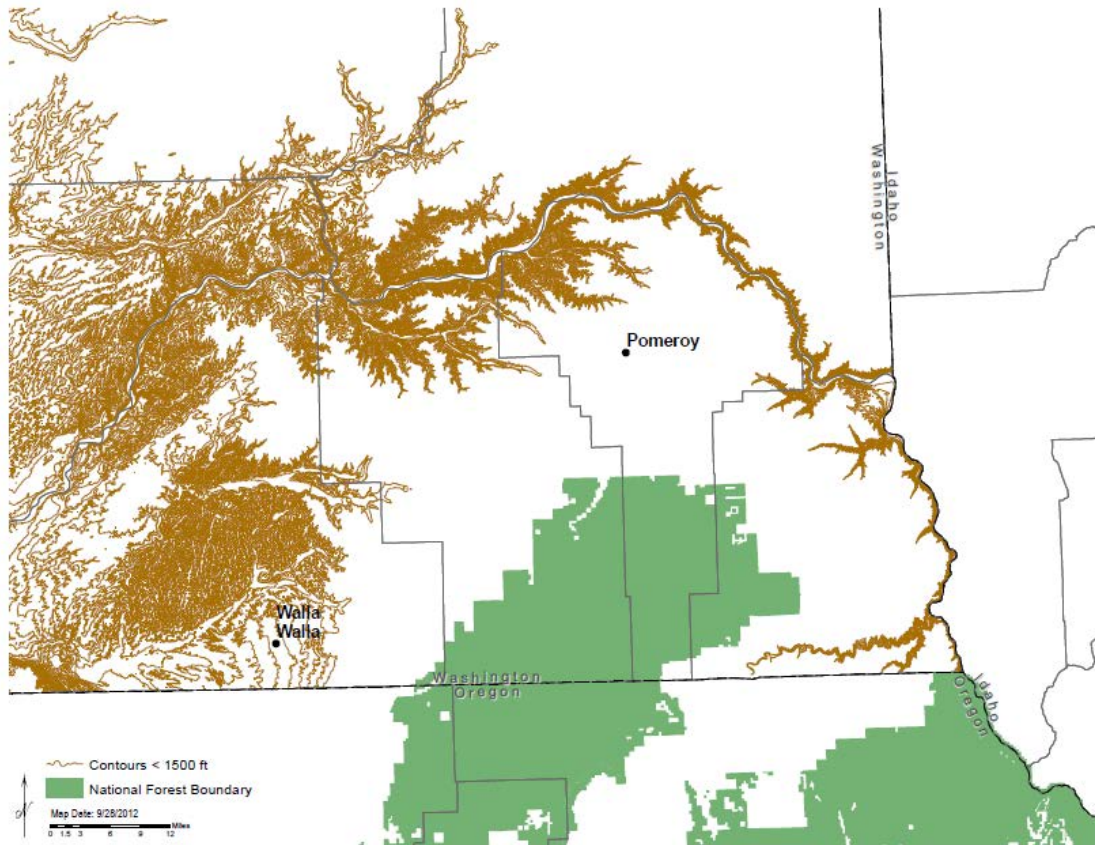 Idaho
Washington
Pomeroy
Walla
Walla
Washington
Oregon
Idaho
Oregon
Contours < 1500 ft
National Forest Boundary
N
Map Date: 9/28/2012
Miles
0 1.5 3 6 9 12